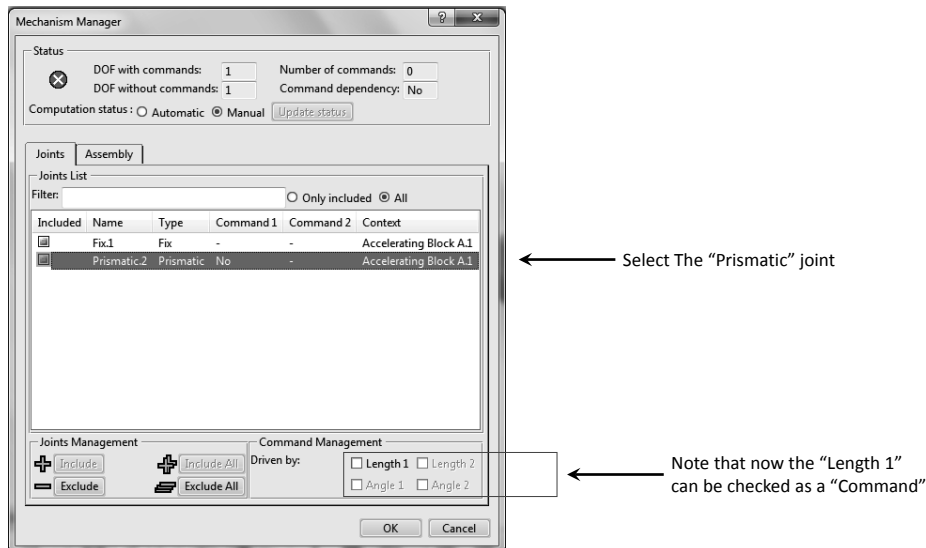 Mechanism Manager
?
X
Status
DOF with commands: 1 Number of commands: 0
DOF without commands: 1 Command dependency: No
Computation status : Automatic Manual Update status
Joints Assembly
Joints List
Filter: Only included All
Included Name Type Command 1 Command 2 Context
Fix.1 Fix - - Accelerating Block A.1
Prismatic.2 Prismatic No - Accelerating Block A.1
Select The “Prismatic” joint
Joints Management
Include Include All
Exclude Exclude All
Command Management
Driven by: Length 1 Length 2
Angle 1 Angle 2
Note that now the “Length 1”
can be checked as a “Command”
OK Cancel